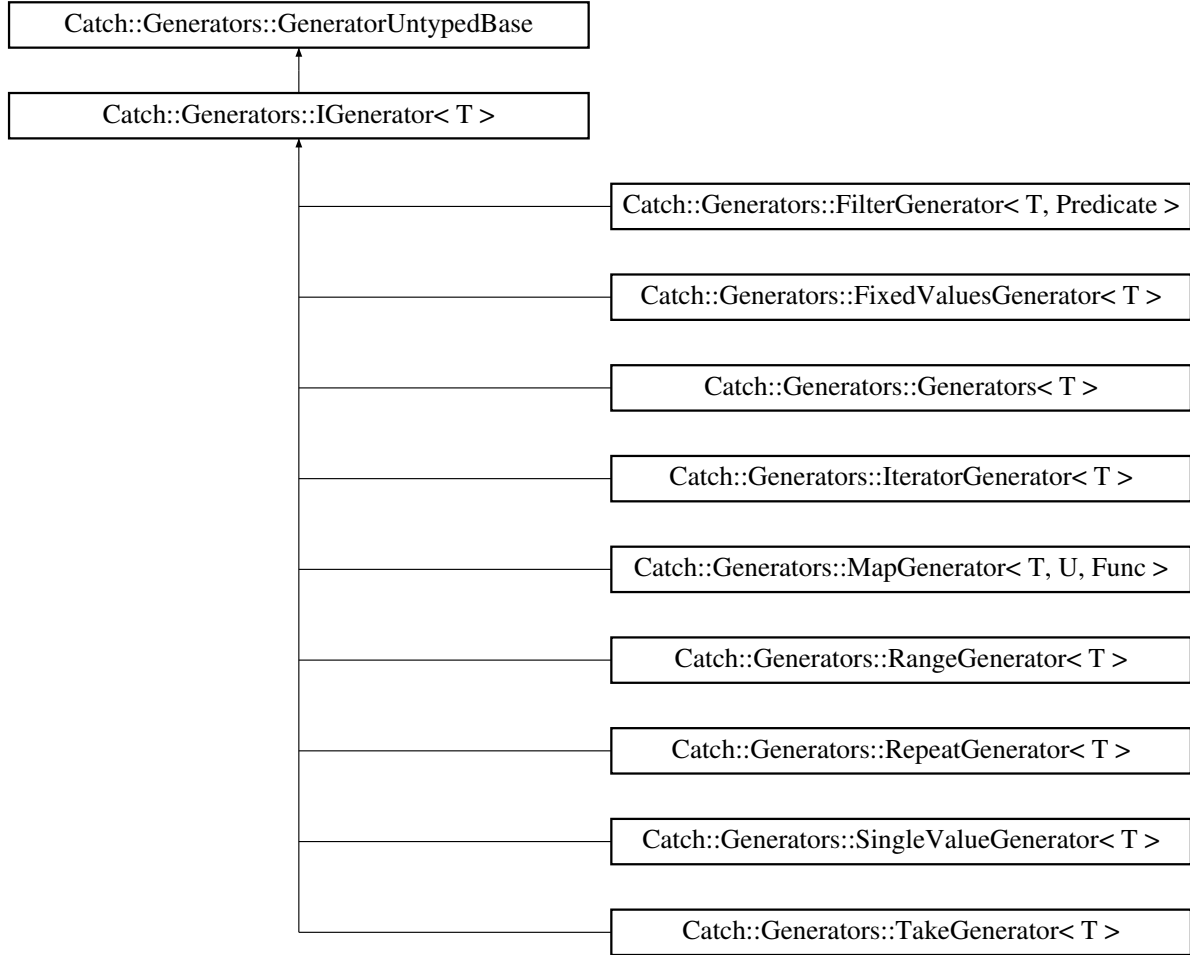 Catch::Generators::GeneratorUntypedBase
Catch::Generators::IGenerator< T >
Catch::Generators::FilterGenerator< T, Predicate >
Catch::Generators::FixedValuesGenerator< T >
Catch::Generators::Generators< T >
Catch::Generators::IteratorGenerator< T >
Catch::Generators::MapGenerator< T, U, Func >
Catch::Generators::RangeGenerator< T >
Catch::Generators::RepeatGenerator< T >
Catch::Generators::SingleValueGenerator< T >
Catch::Generators::TakeGenerator< T >